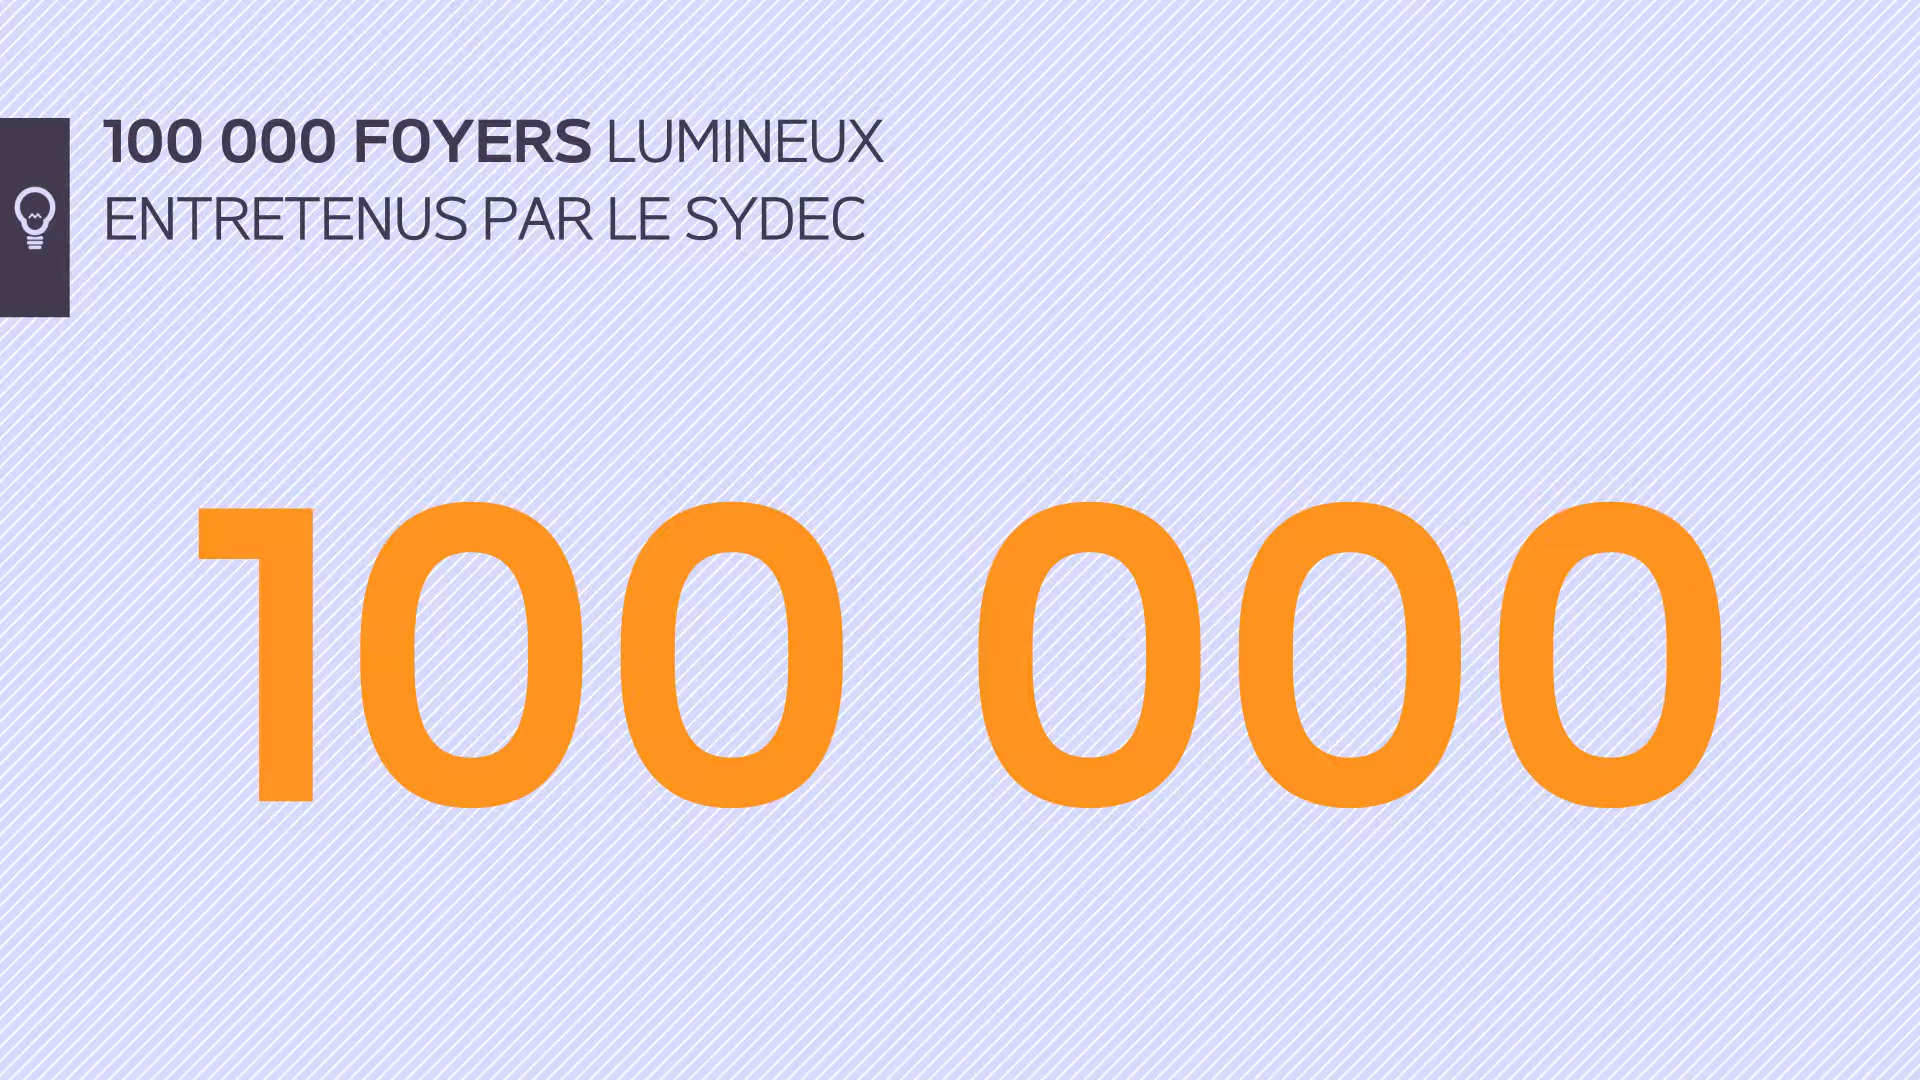 100 000 FOYERS LUMINEUX
ENTRETENUS PAR LE SYDEC
100 000